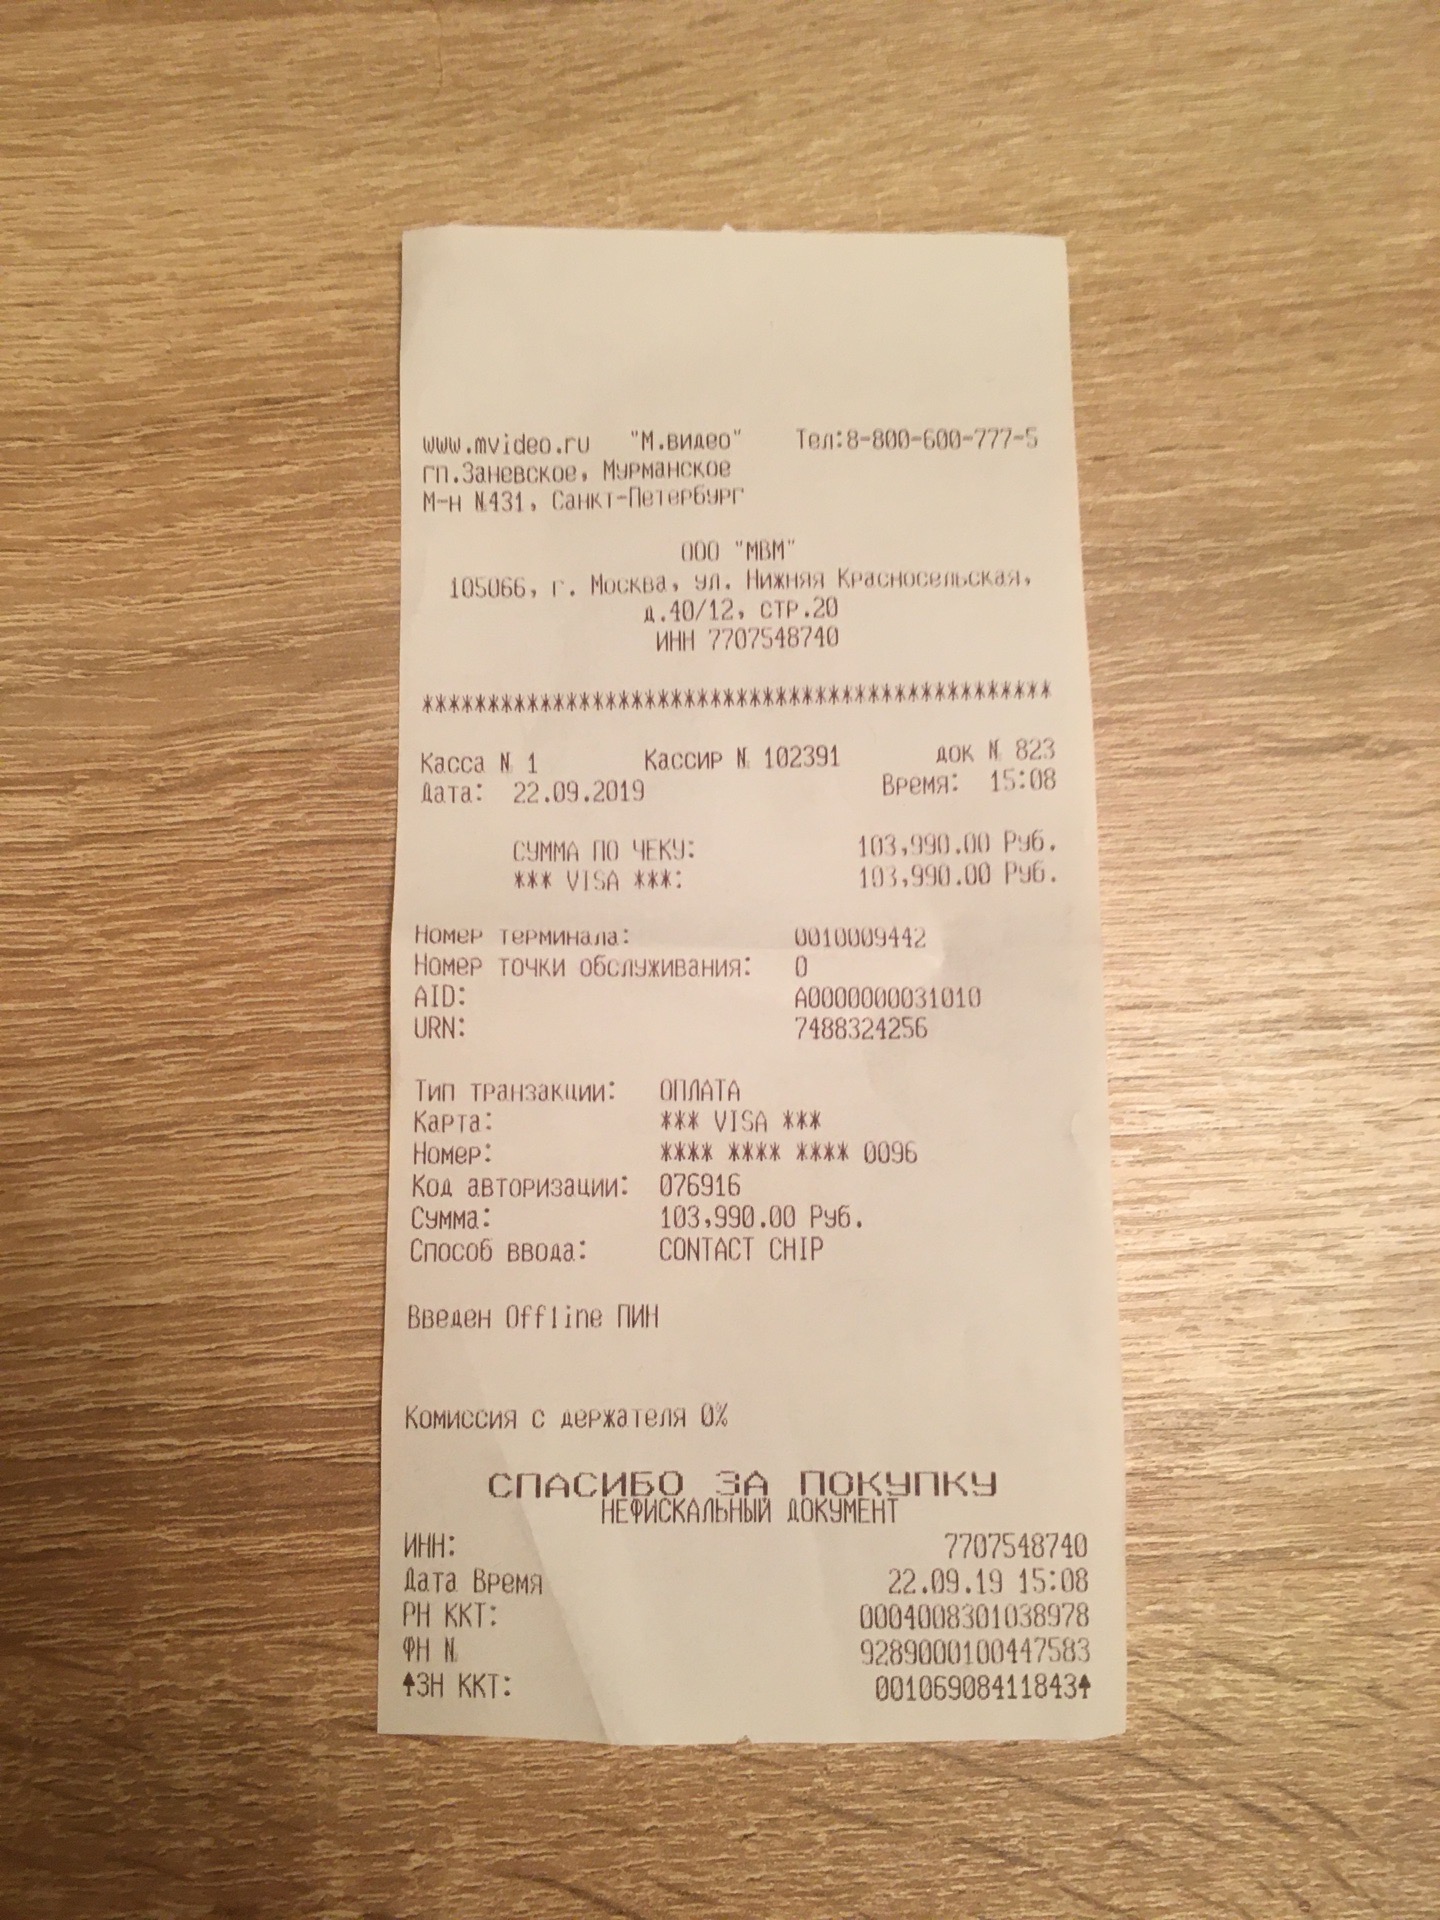 www.mvideo.ru "М.видео" Тел:8-800-600-777-5
гп.Заневское, Мурманское
М-н №431, Санкт-Петербург
ООО "МВМ"
105066, г. Москва, ул. Нижняя Красносельская,
д.40/12, стр.20
ИНН 7707548740
************************************************
Касса № 1 Кассир № 102391 док № 823
Дата: 22.09.2019 Время: 15:08
СУММА ПО ЧЕКУ: 103,990.00 Руб.
*** VISA ***: 103,990.00 Руб.
Номер терминала: 0010009442
Номер точки обслуживания: 0
AID: A0000000031010
URN: 7488324256
Тип транзакции: ОПЛАТА
Карта: *** VISA ***
Номер: **** **** **** 0096
Код авторизации: 076916
Сумма: 103,990.00 Руб.
Способ ввода: CONTACT CHIP
Введен Offline ПИН
Комиссия с держателя 0%
СПАСИБО ЗА ПОКУПКУ
НЕФИСКАЛЬНЫЙ ДОКУМЕНТ
ИНН: 7707548740
Дата Время 22.09.19 15:08
РН ККТ: 0004008301038978
ФН № 9289000100447583
ЗН ККТ: 00106908411843